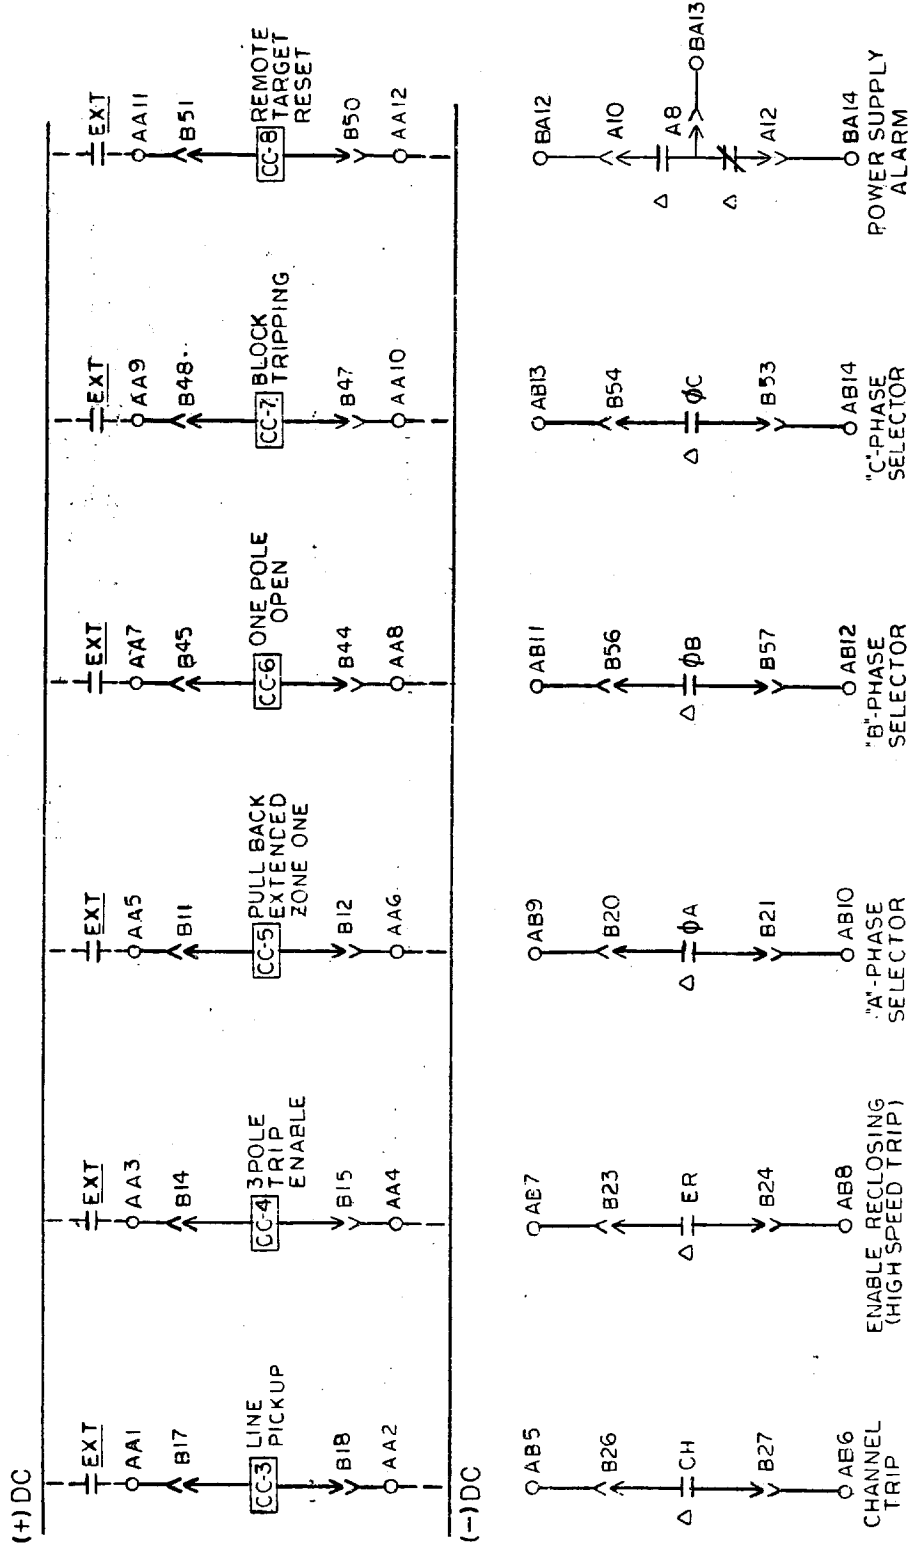 (+) DC
EXT
AA1
B17
CC-3
LINE
PICKUP
B18
AA2
EXT
AA3
B14
CC-4
3POLE
TRIP
ENABLE
B15
AA4
EXT
AA5
B11
CC-5
PULL BACK
EXTENDED
ZONE ONE
B12
AA6
EXT
AA7
B45
CC-6
ONE POLE
OPEN
B44
AA8
EXT
AA9
B48
CC-7
BLOCK
TRIPPING
B47
AA10
EXT
AA11
B51
CC-8
REMOTE
TARGET
RESET
B50
AA12
(-) DC
AB5
B26
CH
B27
AB6
CHANNEL
TRIP
AB7
B23
ER
B24
AB8
ENABLE RECLOSING
(HIGH SPEED TRIP)
AB9
B20
ϕA
B21
AB10
"A"-PHASE
SELECTOR
AB11
B56
ϕB
B57
AB12
"B"-PHASE
SELECTOR
AB13
B54
ϕC
B53
AB14
"C"-PHASE
SELECTOR
BA12
A10
A8
BA13
A12
BA14
POWER SUPPLY
ALARM